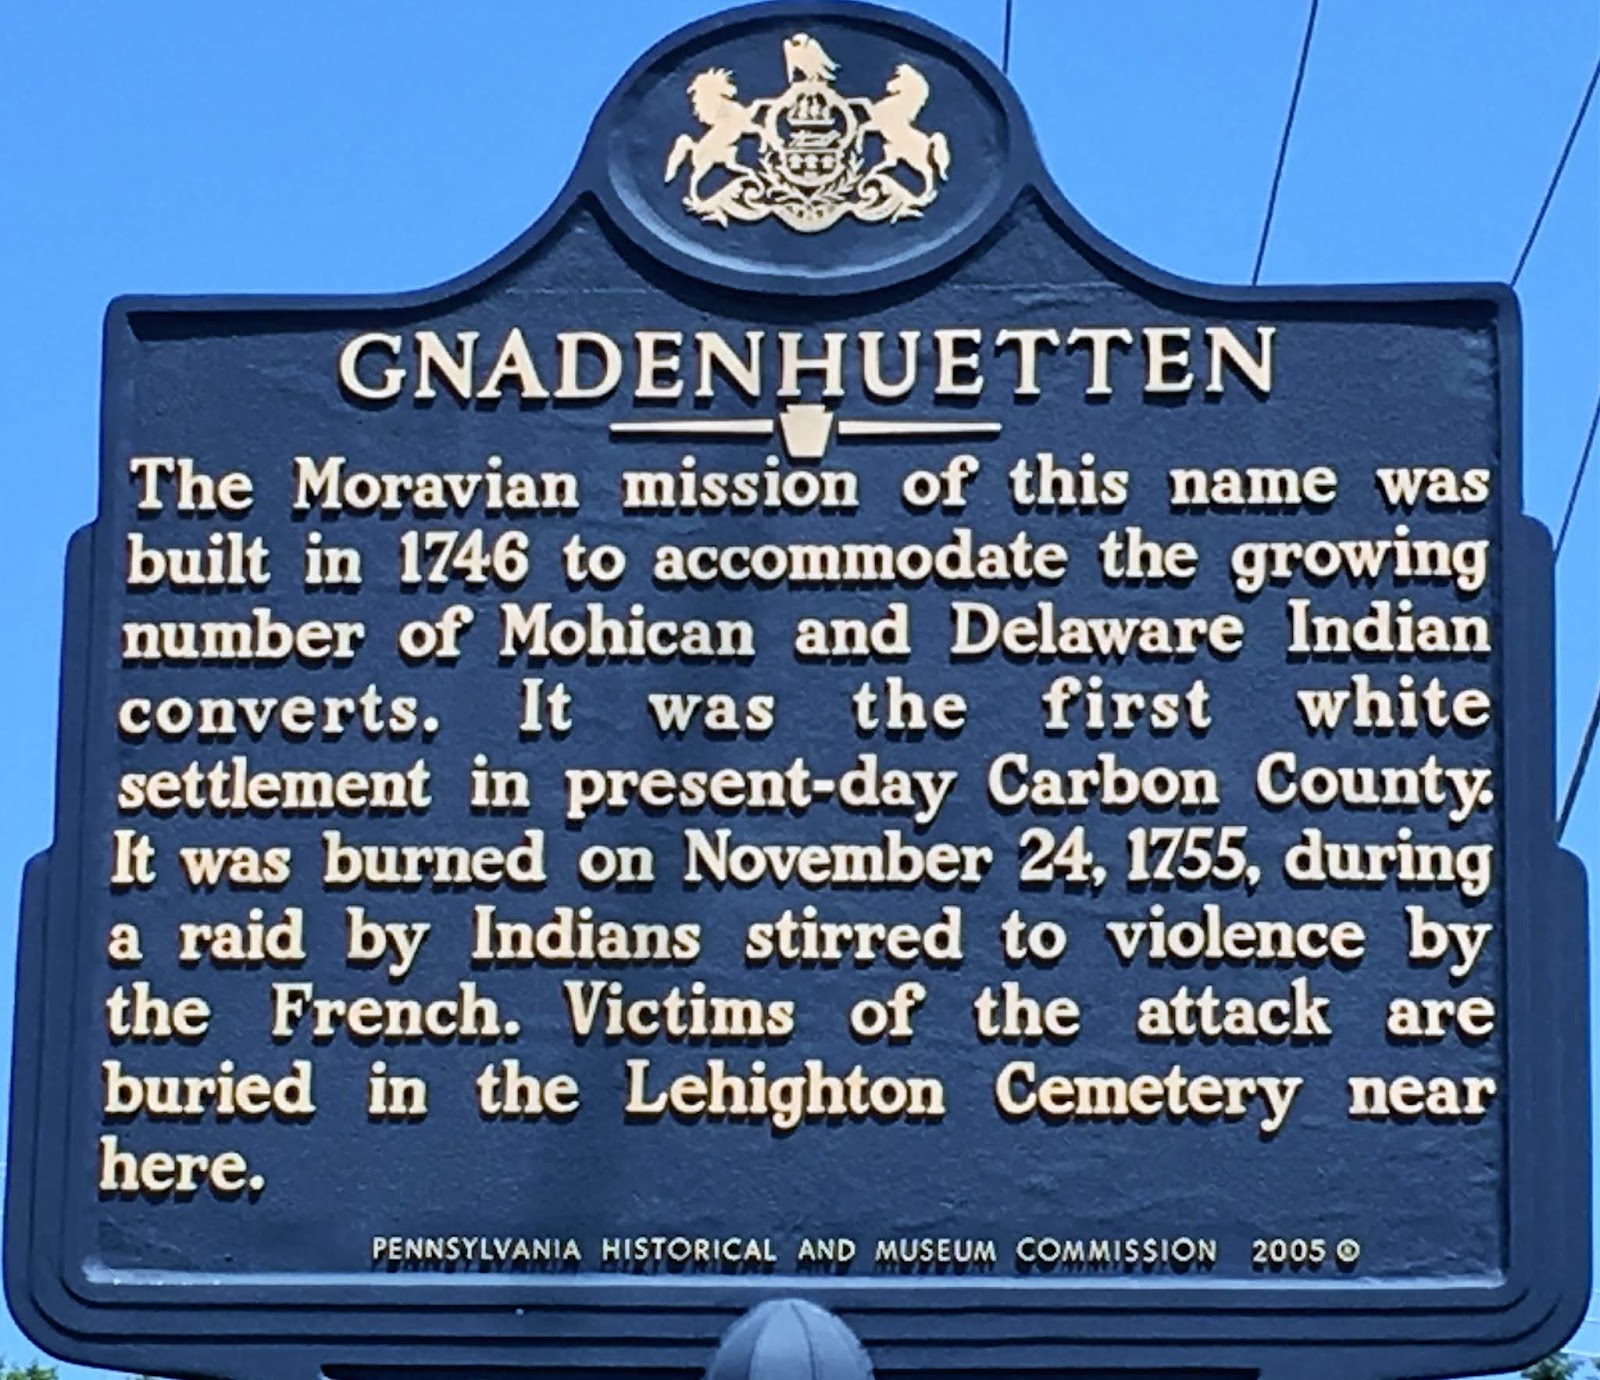 GNADENHUETTEN
The Moravian mission of this name was
built in 1746 to accommodate the growing
number of Mohican and Delaware Indian
converts. It was the first white
settlement in present-day Carbon County.
It was burned on November 24, 1755, during
a raid by Indians stirred to violence by
the French. Victims of the attack are
buried in the Lehighton Cemetery near
here.
PENNSYLVANIA HISTORICAL AND MUSEUM COMMISSION 2005 ®